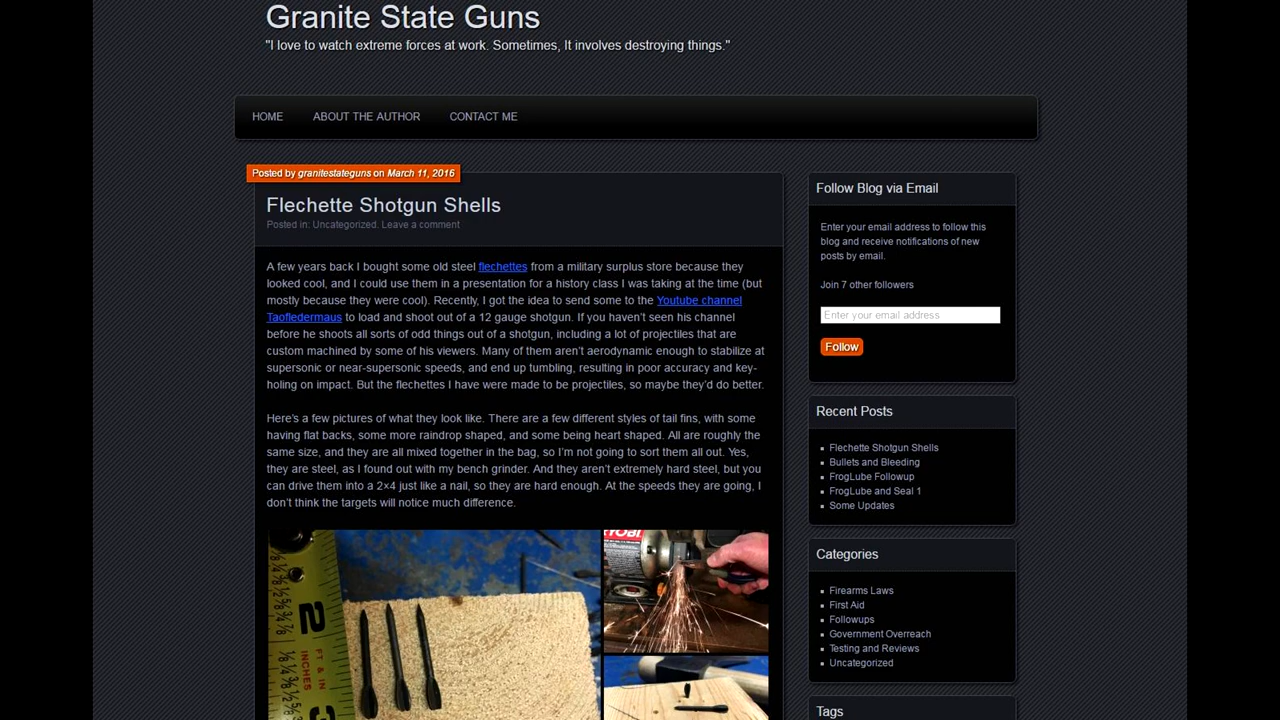 Granite State Guns
"I love to watch extreme forces at work. Sometimes, It involves destroying things."
HOME ABOUT THE AUTHOR CONTACT ME
Posted by granitestateguns on March 11, 2016
Flechette Shotgun Shells
Posted in: Uncategorized. Leave a comment
A few years back I bought some old steel flechettes from a military surplus store because they
looked cool, and I could use them in a presentation for a history class I was taking at the time (but
mostly because they were cool). Recently, I got the idea to send some to the Youtube channel
Taofledermaus to load and shoot out of a 12 gauge shotgun. If you haven't seen his channel
before he shoots all sorts of odd things out of a shotgun, including a lot of projectiles that are
custom machined by some of his viewers. Many of them aren't aerodynamic enough to stabilize at
supersonic or near-supersonic speeds, and end up tumbling, resulting in poor accuracy and key-
holing on impact. But the flechettes I have were made to be projectiles, so maybe they'd do better.
Here's a few pictures of what they look like. There are a few different styles of tail fins, with some
having flat backs, some more raindrop shaped, and some being heart shaped. All are roughly the
same size, and they are all mixed together in the bag, so I'm not going to sort them all out. Yes,
they are steel, as I found out with my bench grinder. And they aren't extremely hard steel, but you
can drive them into a 2×4 just like a nail, so they are hard enough. At the speeds they are going, I
don't think the targets will notice much difference.
2
FT & IN
INCHES
3
RYOBI
Follow Blog via Email
Enter your email address to follow this
blog and receive notifications of new
posts by email.
Join 7 other followers
Enter your email address
Follow
Recent Posts
Flechette Shotgun Shells
Bullets and Bleeding
FrogLube Followup
FrogLube and Seal 1
Some Updates
Categories
Firearms Laws
First Aid
Followups
Government Overreach
Testing and Reviews
Uncategorized
Tags